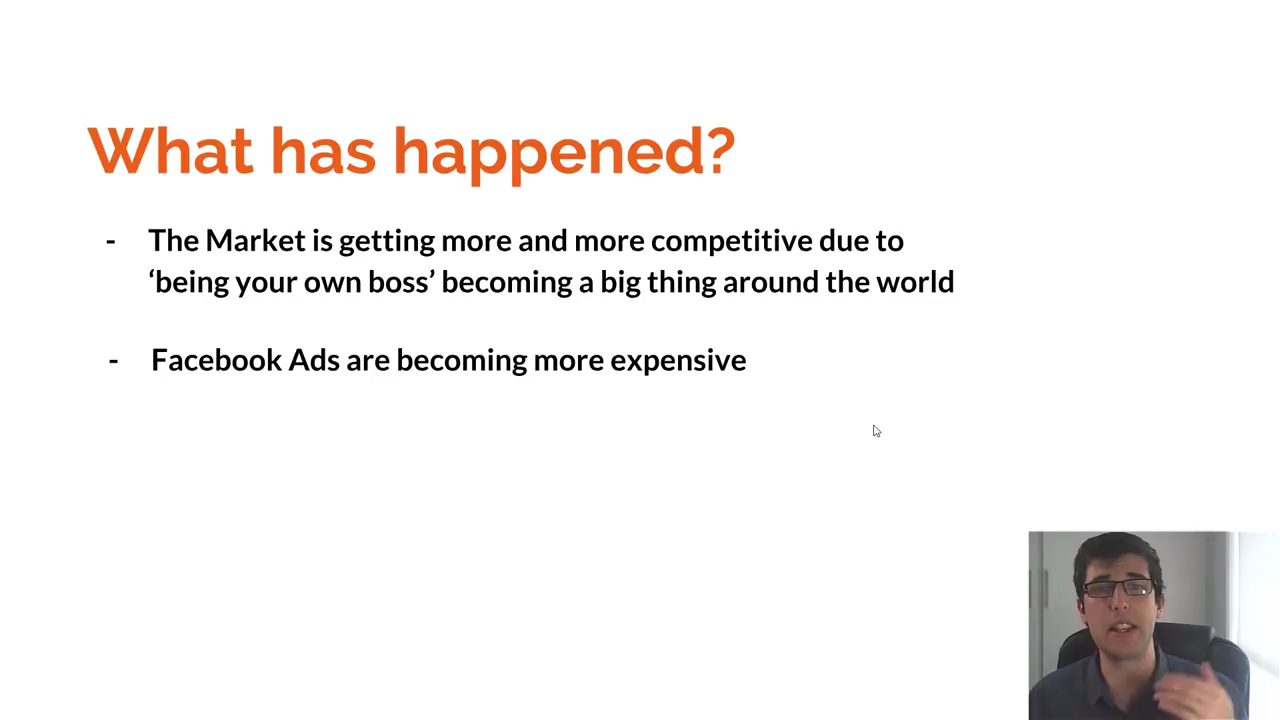 What has happened?
- The Market is getting more and more competitive due to
‘being your own boss’ becoming a big thing around the world
- Facebook Ads are becoming more expensive